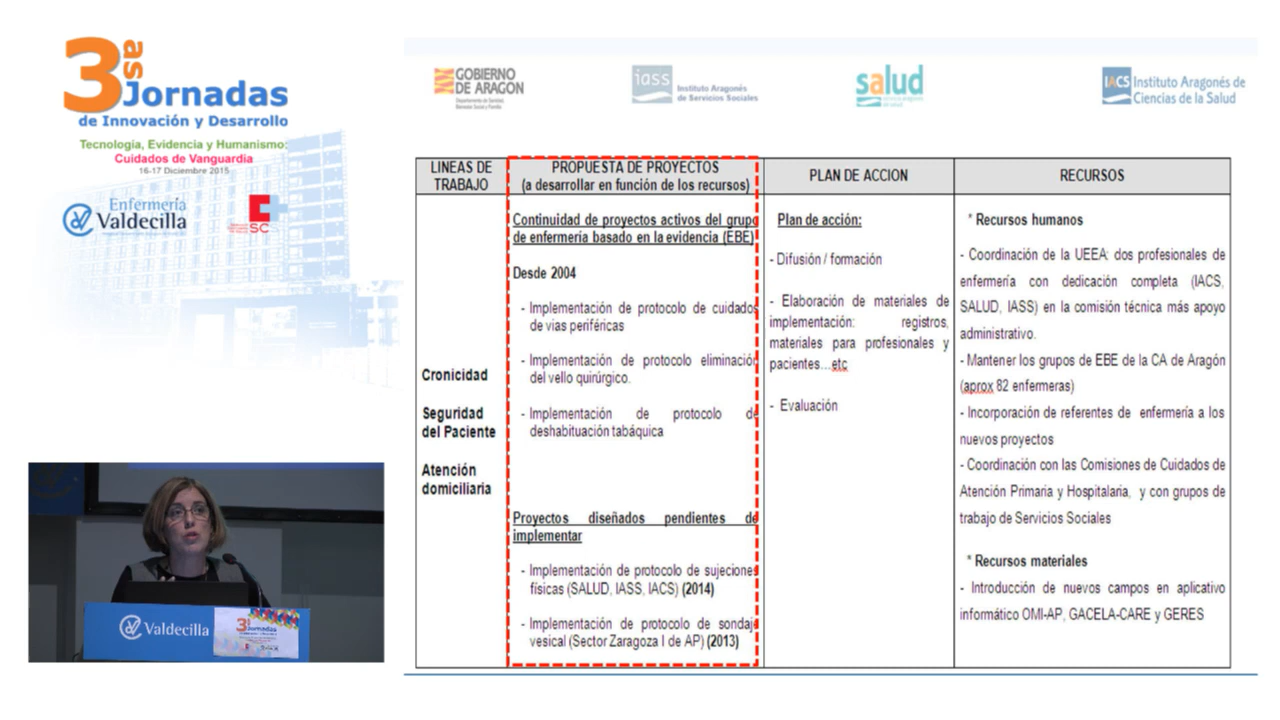 3as Jornadas
de Innovación y Desarrollo
Tecnología, Evidencia y Humanismo:
Cuidados de Vanguardia
16-17 Diciembre 2015
Enfermería
Valdecilla
SC
GOBIERNO
DE ARAGON
iass
Instituto Aragonés
de Servicios Sociales
salud
IACS Instituto Aragonés de
Ciencias de la Salud
LINEAS DE
TRABAJO
PROPUESTA DE PROYECTOS
(a desarrollar en función de los recursos)
PLAN DE ACCION
RECURSOS
Cronicidad
Seguridad
del Paciente
Atención
domiciliaria
Continuidad de proyectos activos del grupo
de enfermería basado en la evidencia (EBE)
Desde 2004
- Implementación de protocolo de cuidados
de vias periféricas
- Implementación de protocolo eliminación
del vello quirúrgico.
- Implementación de protocolo de
deshabituación tabáquica
Proyectos diseñados pendientes de
implementar
- Implementación de protocolo de sujeciones
físicas (SALUD, IASS, IACS) (2014)
- Implementación de protocolo de sondaje
vesical (Sector Zaragoza I de AP) (2013)
Plan de acción:
- Difusión / formación
- Elaboración de materiales de
implementación: registros,
materiales para profesionales y
pacientes...etc
- Evaluación
* Recursos humanos
- Coordinación de la UEEA: dos profesionales de
enfermería con dedicación completa (IACS,
SALUD, IASS) en la comisión técnica más apoyo
administrativo.
- Mantener los grupos de EBE de la CA de Aragón
(aprox 82 enfermeras)
- Incorporación de referentes de enfermería a los
nuevos proyectos
- Coordinación con las Comisiones de Cuidados de
Atención Primaria y Hospitalaria, y con grupos de
trabajo de Servicios Sociales
* Recursos materiales
- Introducción de nuevos campos en aplicativo
informático OMI-AP, GACELA-CARE y GERES
Valdecilla
3as Jornadas